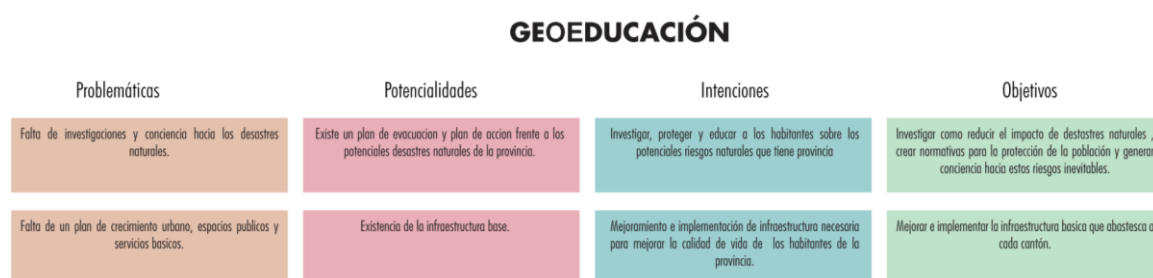 GEOEDUCACIÓN
Problemáticas
Potencialidades
Intenciones
Objetivos
Falta de investigaciones y conciencia hacia los desastres
naturales.
Existe un plan de evacuacion y plan de accion frente a los
potenciales desastres naturales de la provincia.
Investigar, proteger y educar a los habitantes sobre los
potenciales riesgos naturales que tiene provincia
Investigar como reducir el impacto de destastres naturales ,
crear normativas para la protección de la población y generar
conciencia hacia estos riesgos inevitables.
Falta de un plan de crecimiento urbano, espacios publicos y
servicios basicos.
Existencia de la infraestructura base.
Mejoramiento e implementación de infraestructura necesaria
para mejorar la calidad de vida de los habitantes de la
provincia.
Mejorar e implementar la infraestructura basica que abastesca a
cada cantón.